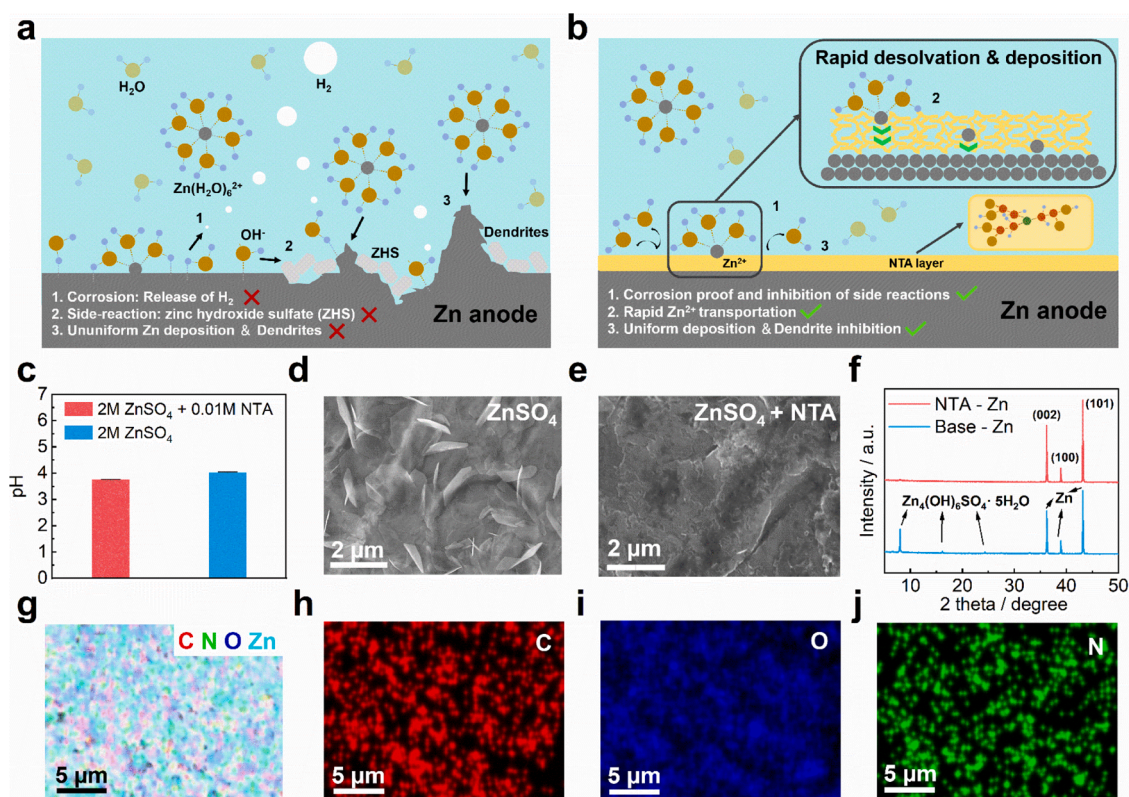 a
H₂O
H₂
Zn(H₂O)₆²⁺
1
OH⁻
2
ZHS
3
Dendrites
1. Corrosion: Release of H₂
2. Side-reaction: zinc hydroxide sulfate (ZHS)
3. Ununiform Zn deposition & Dendrites
Zn anode
b
Rapid desolvation & deposition
2
1
3
Zn²⁺
NTA layer
1. Corrosion proof and inhibition of side reactions
2. Rapid Zn²⁺ transportation
3. Uniform deposition & Dendrite inhibition
Zn anode
c
7
6
5
4
3
2
1
0
pH
2M ZnSO₄ + 0.01M NTA
2M ZnSO₄
d
ZnSO₄
2 μm
e
ZnSO₄ + NTA
2 μm
f
NTA - Zn
Base - Zn
(002)
(100)
(101)
Zn₄(OH)₆SO₄· 5H₂O
Zn
Intensity / a.u.
10 20 30 40 50
2 theta / degree
g
C N O Zn
5 μm
h
C
5 μm
i
O
5 μm
j
N
5 μm